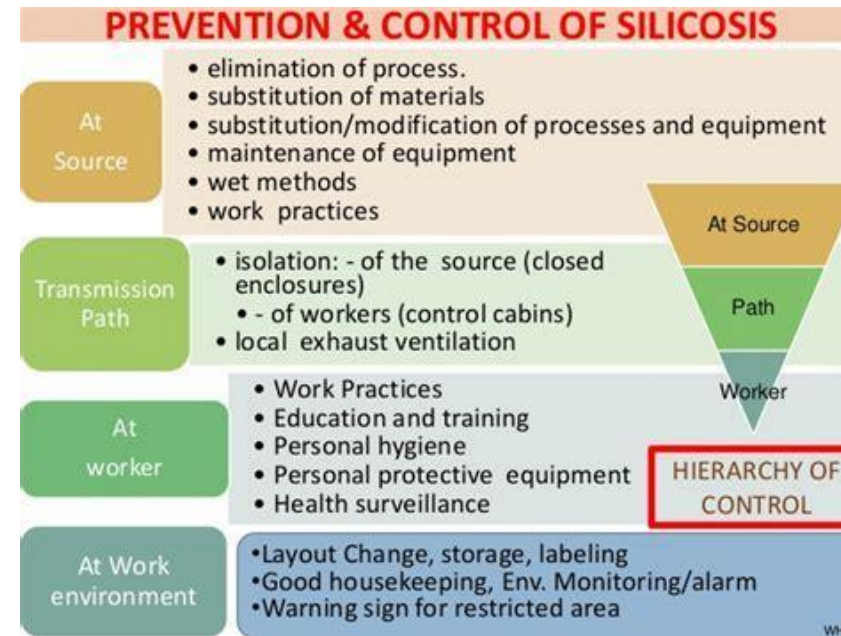 PREVENTION & CONTROL OF SILICOSIS
At
Source
• elimination of process.
• substitution of materials
• substitution/modification of processes and equipment
• maintenance of equipment
• wet methods
• work practices
Transmission
Path
• isolation: - of the source (closed
enclosures)
• - of workers (control cabins)
• local exhaust ventilation
At
worker
• Work Practices
• Education and training
• Personal hygiene
• Personal protective equipment
• Health surveillance
At Source
Path
Worker
HIERARCHY OF
CONTROL
At Work
environment
•Layout Change, storage, labeling
•Good housekeeping, Env. Monitoring/alarm
•Warning sign for restricted area